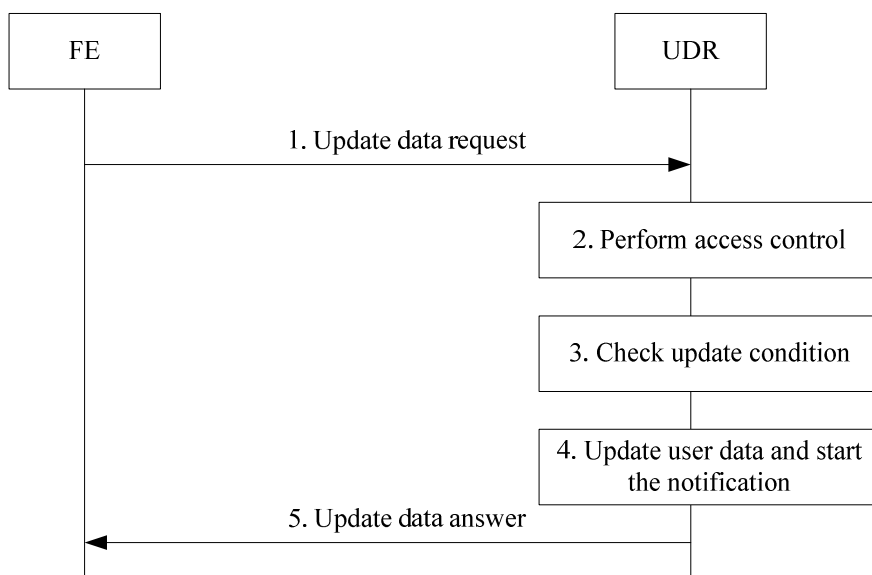 FE
UDR
1. Update data request
2. Perform access control
3. Check update condition
4. Update user data and start
the notification
5. Update data answer